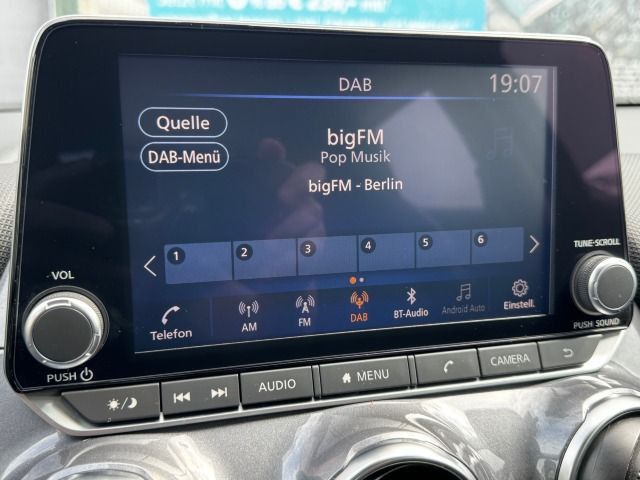 DAB
19:07
Quelle
bigFM
Pop Musik
DAB-Menü
bigFM - Berlin
1 2 3 4 5 6
TUNE·SCROLL
VOL
Telefon
AM
FM
DAB
BT-Audio
Android Auto
Einstell.
PUSH
PUSH SOUND
AUDIO
MENU
CAMERA